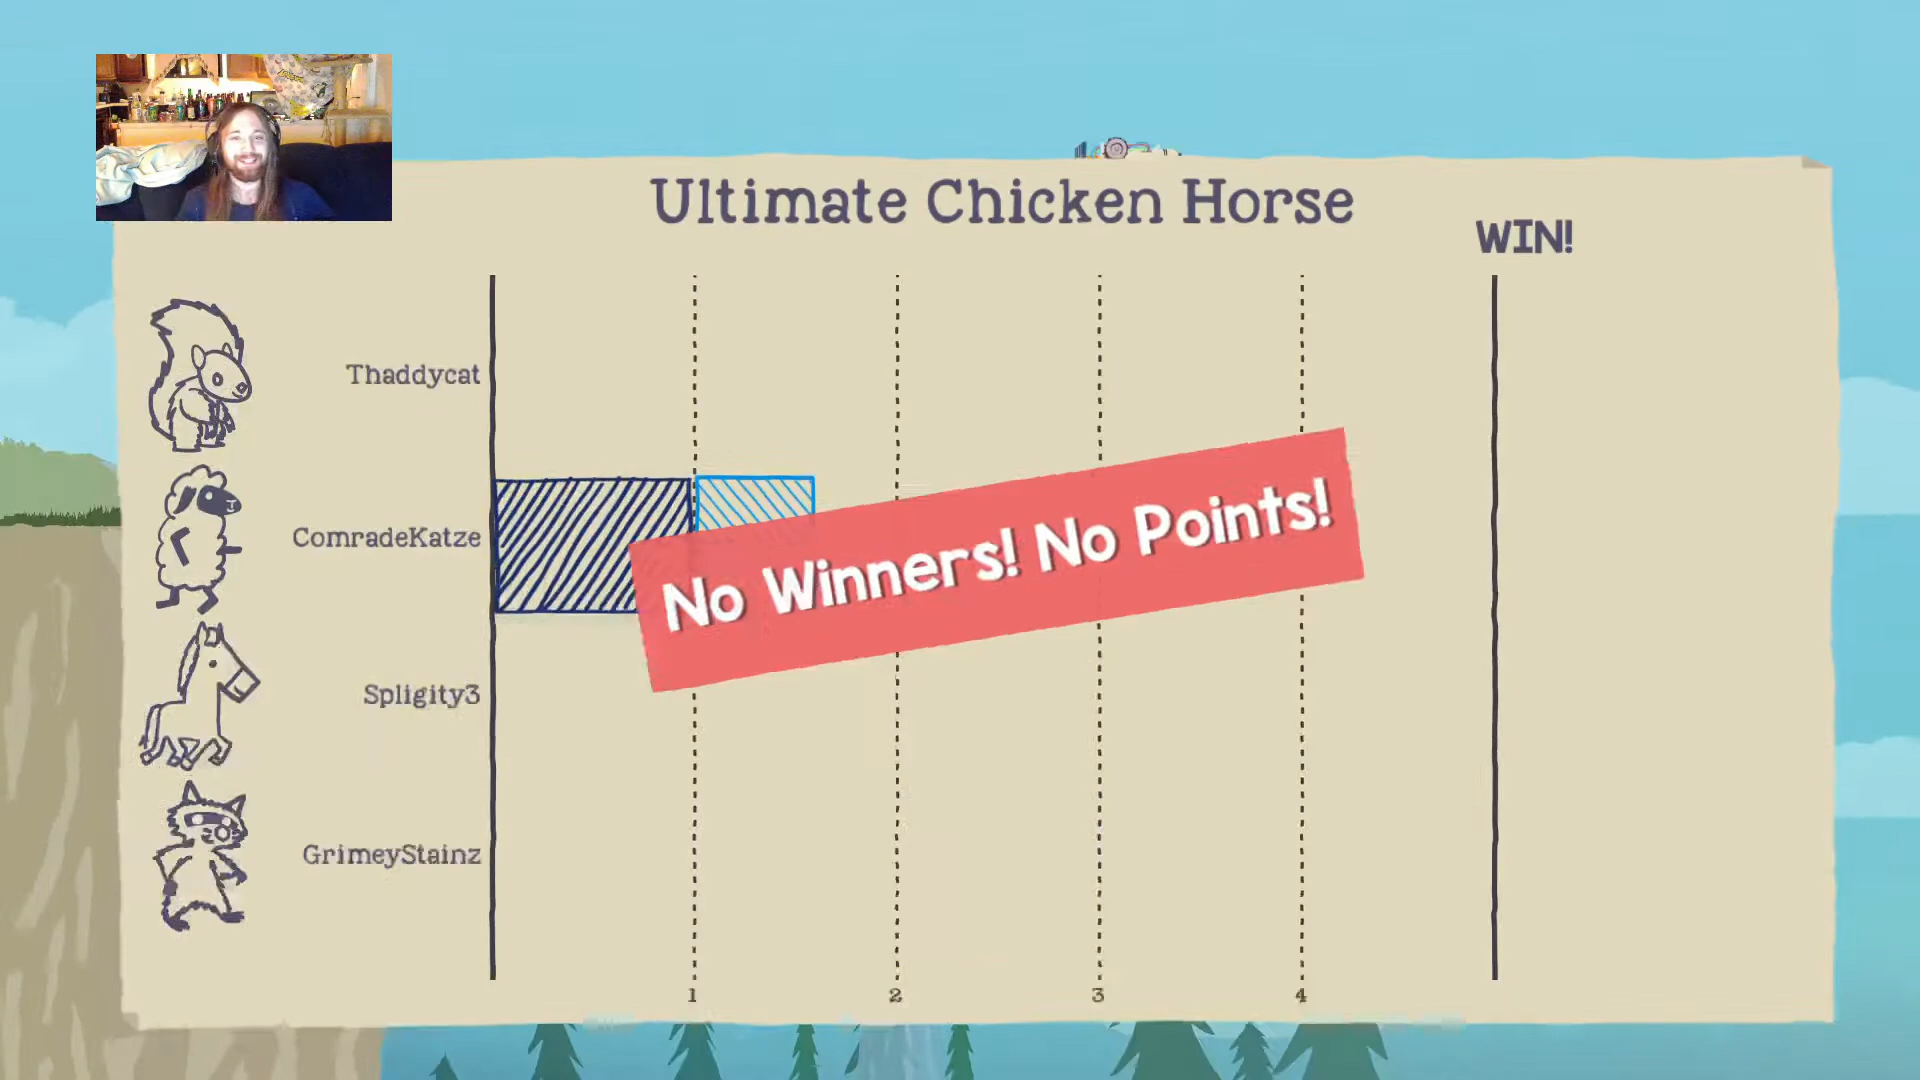 Ultimate Chicken Horse
WIN!
Thaddycat
ComradeKatze
No Winners! No Points!
Spligity3
GrimeyStainz
1 2 3 4